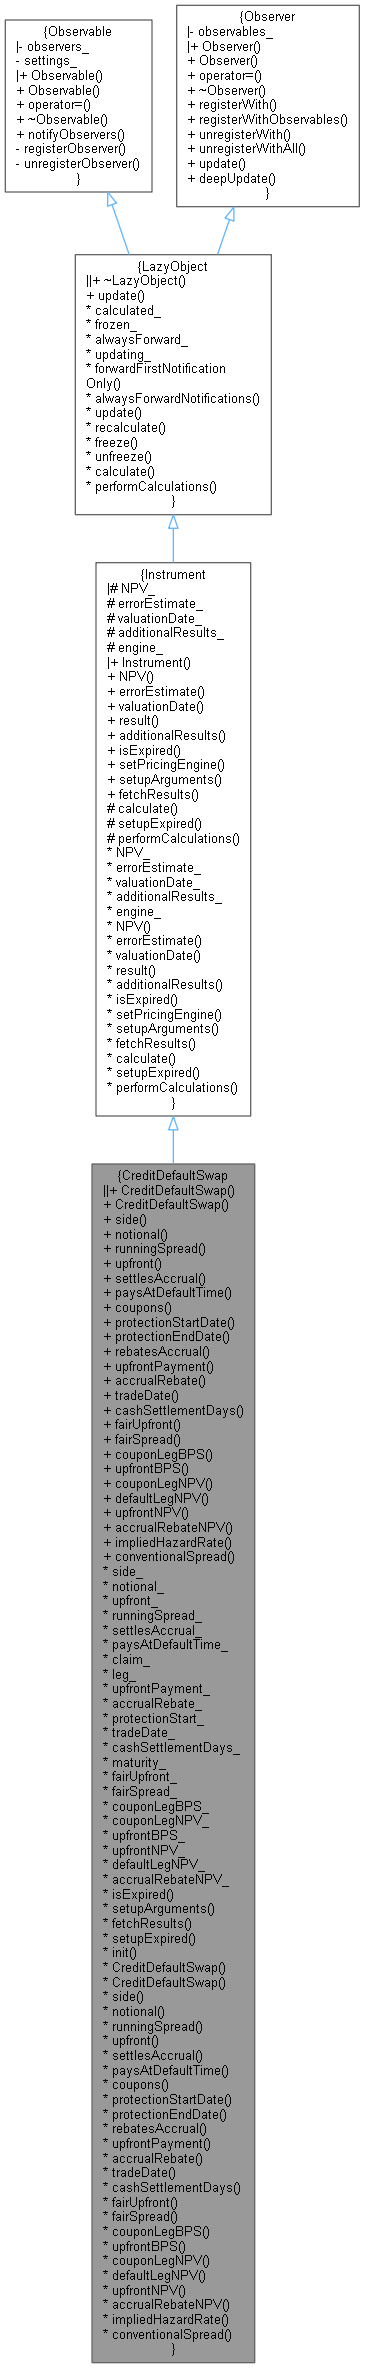 {Observable
|- observers_
- settings_
|+ Observable()
+ Observable()
+ operator=()
+ ~Observable()
+ notifyObservers()
- registerObserver()
- unregisterObserver()
}
{Observer
|- observables_
|+ Observer()
+ Observer()
+ operator=()
+ ~Observer()
+ registerWith()
+ registerWithObservables()
+ unregisterWith()
+ unregisterWithAll()
+ update()
+ deepUpdate()
}
{LazyObject
||+ ~LazyObject()
+ update()
* calculated_
* frozen_
* alwaysForward_
* updating_
* forwardFirstNotification
Only()
* alwaysForwardNotifications()
* update()
* recalculate()
* freeze()
* unfreeze()
* calculate()
* performCalculations()
}
{Instrument
|# NPV_
# errorEstimate_
# valuationDate_
# additionalResults_
# engine_
|+ Instrument()
+ NPV()
+ errorEstimate()
+ valuationDate()
+ result()
+ additionalResults()
+ isExpired()
+ setPricingEngine()
+ setupArguments()
+ fetchResults()
# calculate()
# setupExpired()
# performCalculations()
* NPV_
* errorEstimate_
* valuationDate_
* additionalResults_
* engine_
* NPV()
* errorEstimate()
* valuationDate()
* result()
* additionalResults()
* isExpired()
* setPricingEngine()
* setupArguments()
* fetchResults()
* calculate()
* setupExpired()
* performCalculations()
}
{CreditDefaultSwap
||+ CreditDefaultSwap()
+ CreditDefaultSwap()
+ side()
+ notional()
+ runningSpread()
+ upfront()
+ settlesAccrual()
+ paysAtDefaultTime()
+ coupons()
+ protectionStartDate()
+ protectionEndDate()
+ rebatesAccrual()
+ upfrontPayment()
+ accrualRebate()
+ tradeDate()
+ cashSettlementDays()
+ fairUpfront()
+ fairSpread()
+ couponLegBPS()
+ upfrontBPS()
+ couponLegNPV()
+ defaultLegNPV()
+ upfrontNPV()
+ accrualRebateNPV()
+ impliedHazardRate()
+ conventionalSpread()
* side_
* notional_
* upfront_
* runningSpread_
* settlesAccrual_
* paysAtDefaultTime_
* claim_
* leg_
* upfrontPayment_
* accrualRebate_
* protectionStart_
* tradeDate_
* cashSettlementDays_
* maturity_
* fairUpfront_
* fairSpread_
* couponLegBPS_
* couponLegNPV_
* upfrontBPS_
* upfrontNPV_
* defaultLegNPV_
* accrualRebateNPV_
* isExpired()
* setupArguments()
* fetchResults()
* setupExpired()
* init()
* CreditDefaultSwap()
* CreditDefaultSwap()
* side()
* notional()
* runningSpread()
* upfront()
* settlesAccrual()
* paysAtDefaultTime()
* coupons()
* protectionStartDate()
* protectionEndDate()
* rebatesAccrual()
* upfrontPayment()
* accrualRebate()
* tradeDate()
* cashSettlementDays()
* fairUpfront()
* fairSpread()
* couponLegBPS()
* upfrontBPS()
* couponLegNPV()
* defaultLegNPV()
* upfrontNPV()
* accrualRebateNPV()
* impliedHazardRate()
* conventionalSpread()
}